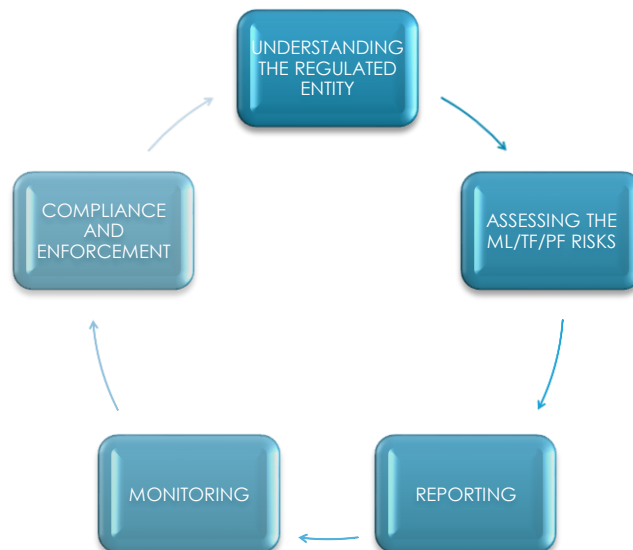 UNDERSTANDING
THE REGULATED
ENTITY
ASSESSING THE
ML/TF/PF RISKS
REPORTING
MONITORING
COMPLIANCE
AND
ENFORCEMENT